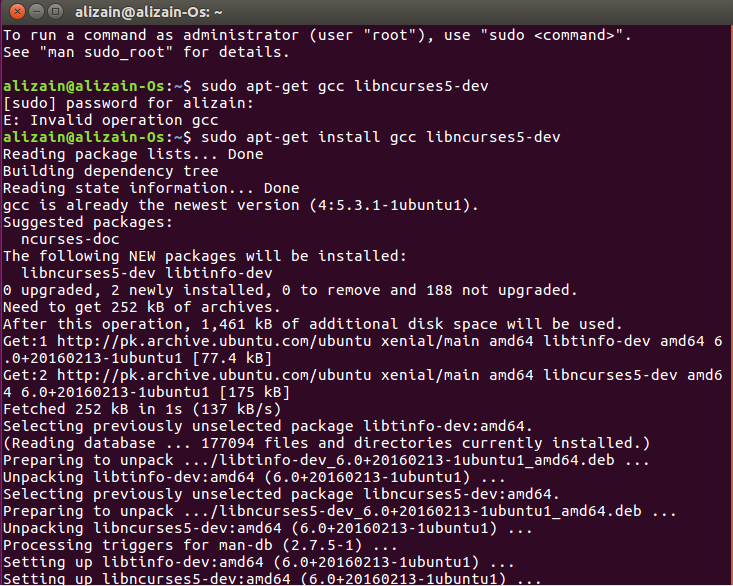 alizain@alizain-Os: ~
To run a command as administrator (user "root"), use "sudo <command>".
See "man sudo_root" for details.
alizain@alizain-Os:~$ sudo apt-get gcc libncurses5-dev
[sudo] password for alizain:
E: Invalid operation gcc
alizain@alizain-Os:~$ sudo apt-get install gcc libncurses5-dev
Reading package lists... Done
Building dependency tree
Reading state information... Done
gcc is already the newest version (4:5.3.1-1ubuntu1).
Suggested packages:
  ncurses-doc
The following NEW packages will be installed:
  libncurses5-dev libtinfo-dev
0 upgraded, 2 newly installed, 0 to remove and 188 not upgraded.
Need to get 252 kB of archives.
After this operation, 1,461 kB of additional disk space will be used.
Get:1 http://pk.archive.ubuntu.com/ubuntu xenial/main amd64 libtinfo-dev amd64 6
.0+20160213-1ubuntu1 [77.4 kB]
Get:2 http://pk.archive.ubuntu.com/ubuntu xenial/main amd64 libncurses5-dev amd6
4 6.0+20160213-1ubuntu1 [175 kB]
Fetched 252 kB in 1s (137 kB/s)
Selecting previously unselected package libtinfo-dev:amd64.
(Reading database ... 177094 files and directories currently installed.)
Preparing to unpack .../libtinfo-dev_6.0+20160213-1ubuntu1_amd64.deb ...
Unpacking libtinfo-dev:amd64 (6.0+20160213-1ubuntu1) ...
Selecting previously unselected package libncurses5-dev:amd64.
Preparing to unpack .../libncurses5-dev_6.0+20160213-1ubuntu1_amd64.deb ...
Unpacking libncurses5-dev:amd64 (6.0+20160213-1ubuntu1) ...
Processing triggers for man-db (2.7.5-1) ...
Setting up libtinfo-dev:amd64 (6.0+20160213-1ubuntu1) ...
Setting up libncurses5-dev:amd64 (6.0+20160213-1ubuntu1) ...